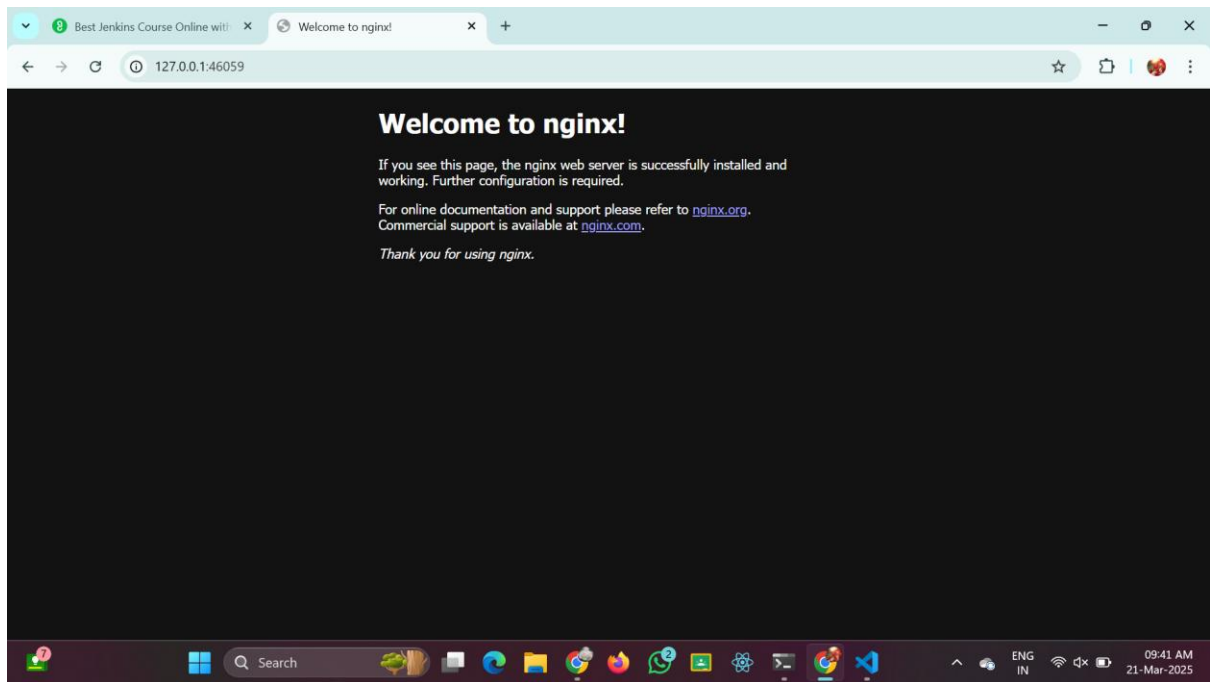 Best Jenkins Course Online with
Welcome to nginx!
127.0.0.1:46059
Welcome to nginx!
If you see this page, the nginx web server is successfully installed and
working. Further configuration is required.
For online documentation and support please refer to nginx.org.
Commercial support is available at nginx.com.
Thank you for using nginx.
7
Search
2
ENG
IN
09:41 AM
21-Mar-2025